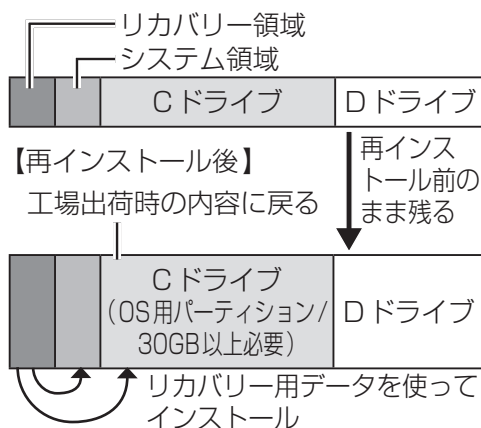 リカバリー領域
システム領域
Cドライブ
Dドライブ
【再インストール後】
工場出荷時の内容に戻る
再インス
トール前の
まま残る
Cドライブ
(OS用パーティション/
30GB以上必要)
Dドライブ
リカバリー用データを使って
インストール